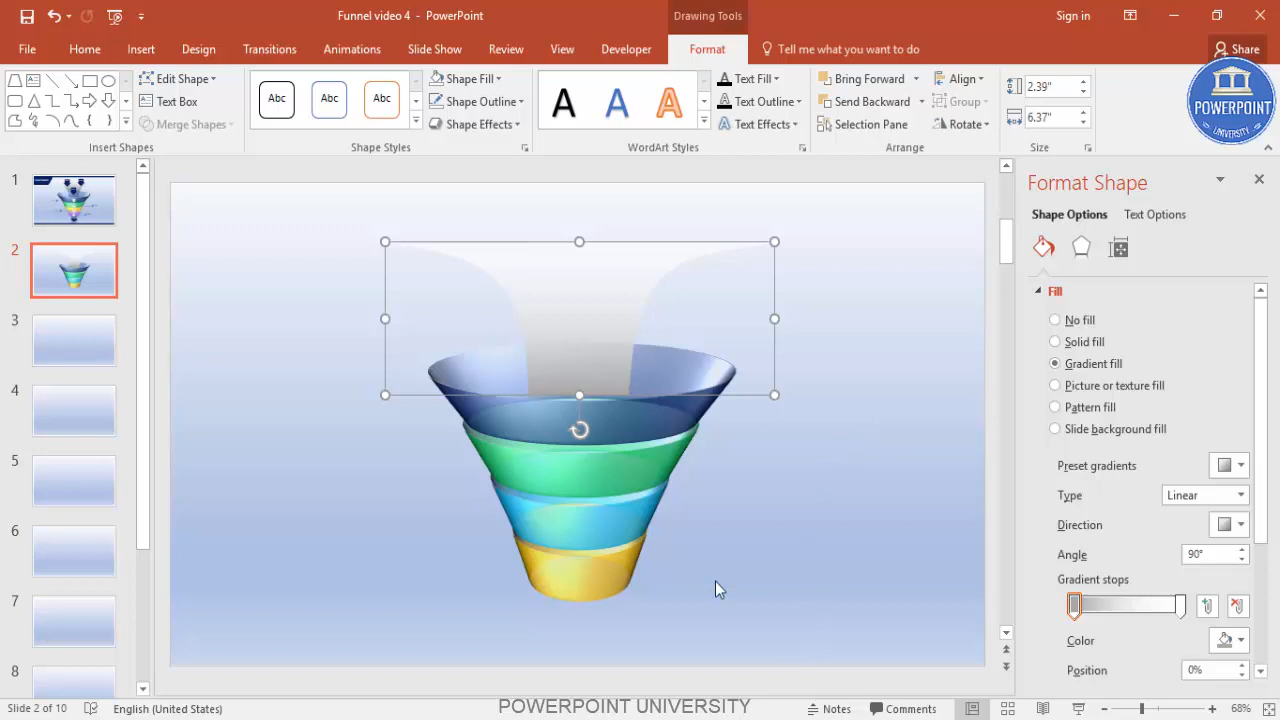 Funnel video 4 - PowerPoint
Drawing Tools
Sign in
File Home Insert Design Transitions Animations Slide Show Review View Developer Format Tell me what you want to do Share
Edit Shape
Text Box
Merge Shapes
Insert Shapes
Abc Abc Abc
Shape Fill
Shape Outline
Shape Effects
Shape Styles
A A A
Text Fill
Text Outline
Text Effects
WordArt Styles
Bring Forward
Send Backward
Selection Pane
Align
Group
Rotate
Arrange
2.39"
6.37"
Size
POWERPOINT
UNIVERSITY
1
2
3
4
5
6
7
8
Format Shape
Shape Options Text Options
Fill
No fill
Solid fill
Gradient fill
Picture or texture fill
Pattern fill
Slide background fill
Preset gradients
Type Linear
Direction
Angle 90°
Gradient stops
Color
Position 0%
Slide 2 of 10 English (United States) POWERPOINT UNIVERSITY Notes Comments 68%